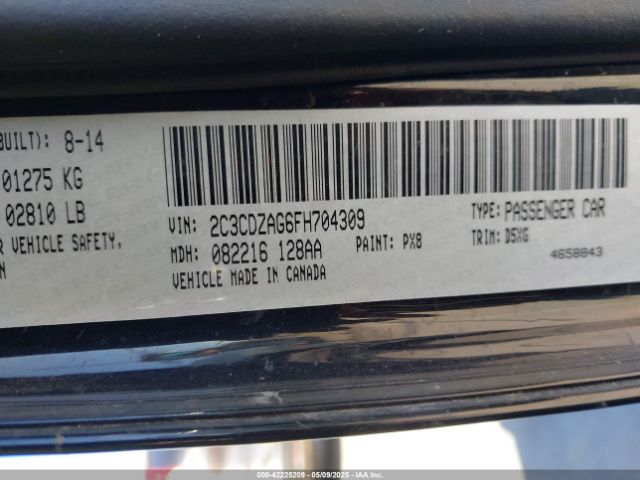 BUILT): 8-14
01275 KG
02810 LB
R VEHICLE SAFETY,
N
VIN: 2C3CDZAG6FH704309
TYPE: PASSENGER CAR
MDH: 082216 128AA
PAINT: PX8
TRIM: D5XG
VEHICLE MADE IN CANADA
4658843
000-42225209 | 05/09/2025 - IAA Inc.